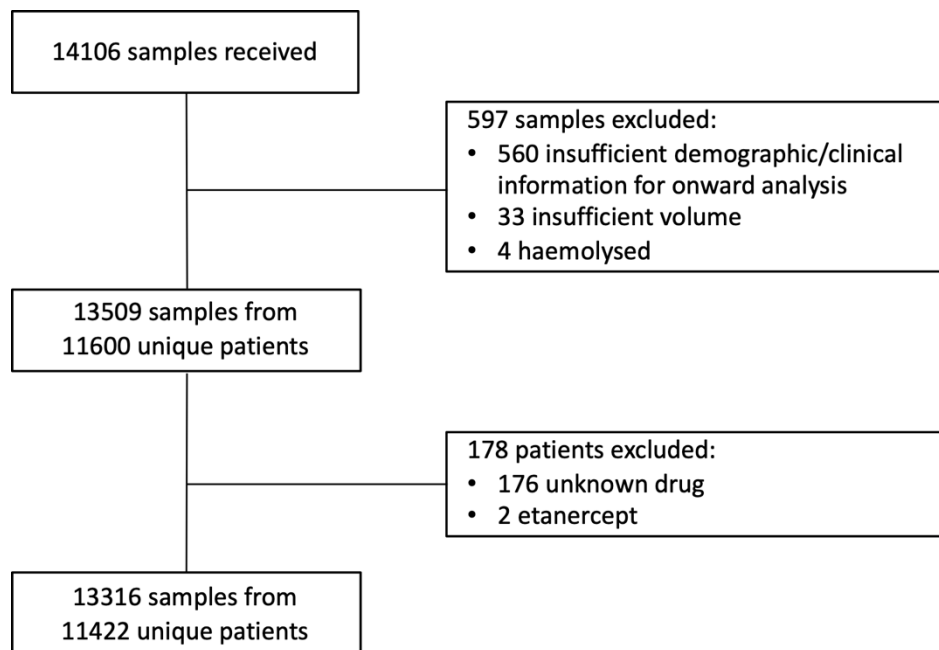 14106 samples received
597 samples excluded:
• 560 insufficient demographic/clinical
information for onward analysis
• 33 insufficient volume
• 4 haemolysed
13509 samples from
11600 unique patients
178 patients excluded:
• 176 unknown drug
• 2 etanercept
13316 samples from
11422 unique patients